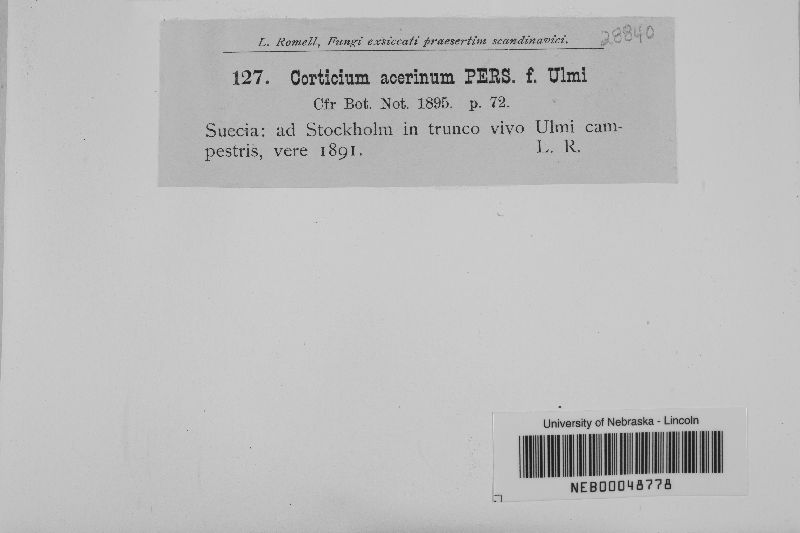 L. Romell, Fungi exsiccati praesertim scandinavici.
28840
127. Corticium acerinum PERS. f. Ulmi
Cfr Bot. Not. 1895. p. 72.
Suecia: ad Stockholm in trunco vivo Ulmi cam-
pestris, vere 1891. L. R.
University of Nebraska - Lincoln
NEB00048778